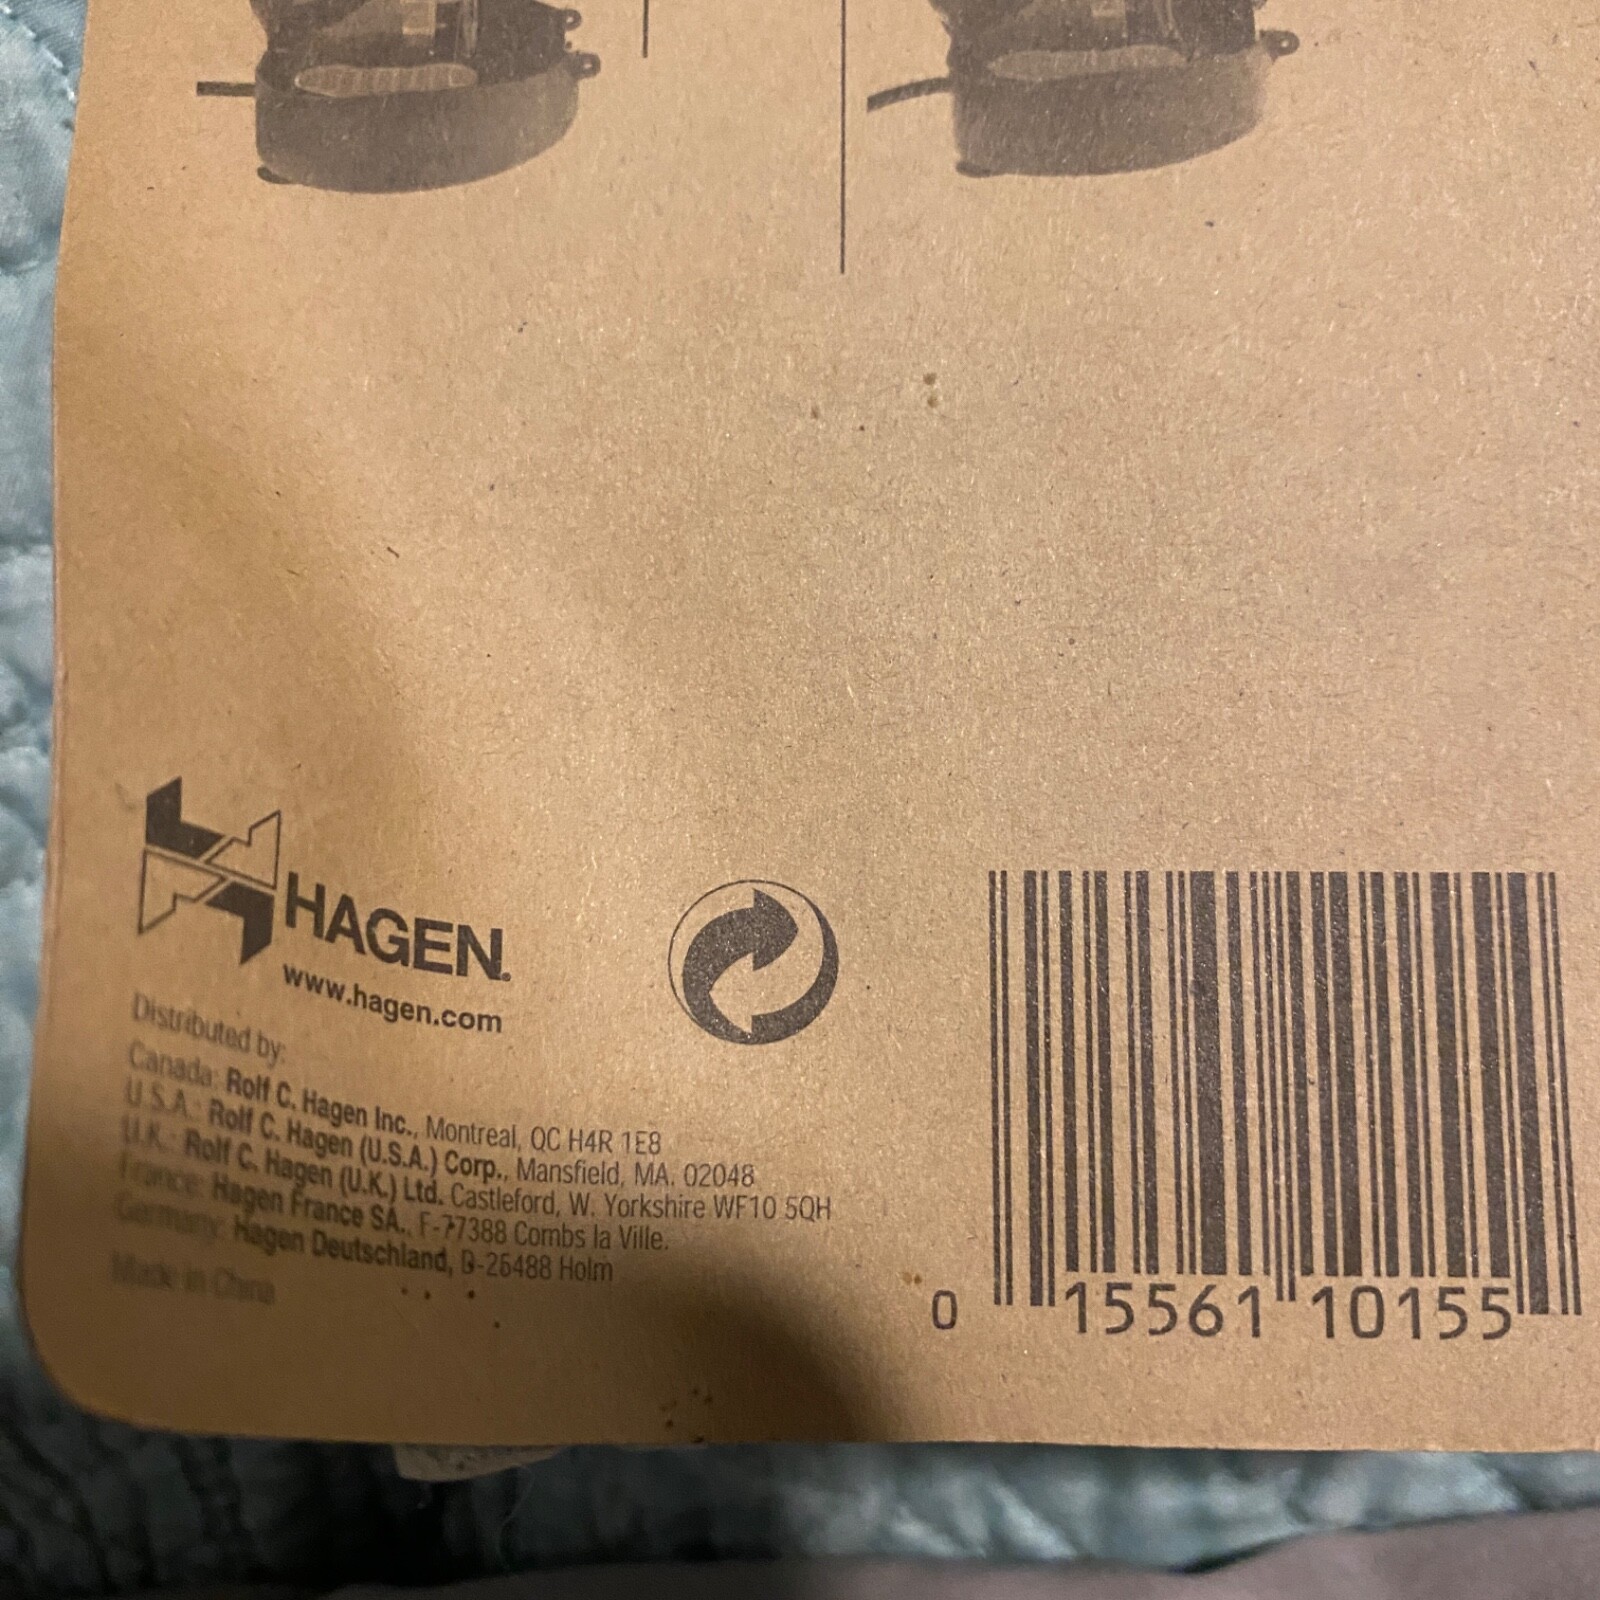 HAGEN.
www.hagen.com
Distributed by:
Canada: Rolf C. Hagen Inc., Montreal, QC H4R 1E8
U.S.A.: Rolf C. Hagen (U.S.A.) Corp., Mansfield, MA. 02048
U.K.: Rolf C. Hagen (U.K.) Ltd. Castleford, W. Yorkshire WF10 5QH
France: Hagen France SA., F-77388 Combs la Ville.
Germany: Hagen Deutschland, D-25488 Holm
Made in China
0 15561 10155